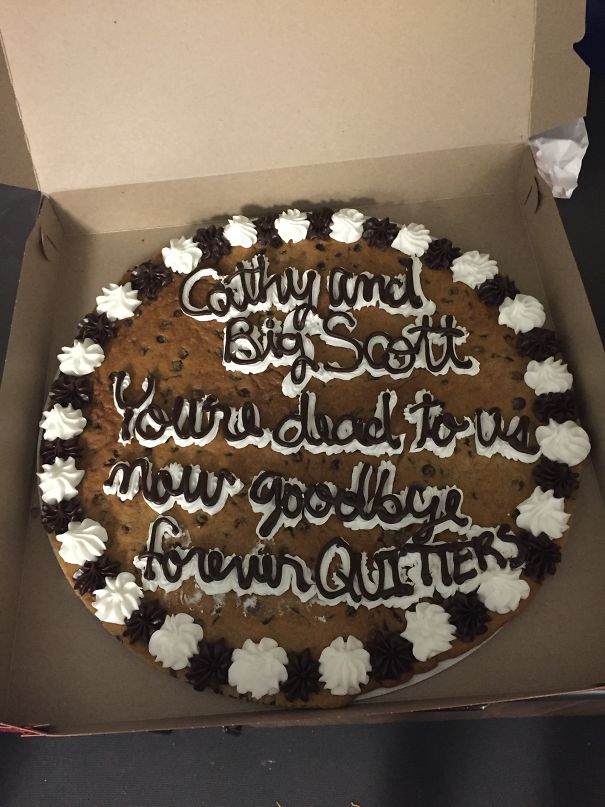 Cathy and
Big Scott
You're dead to us
now goodbye
forever QUITTERS